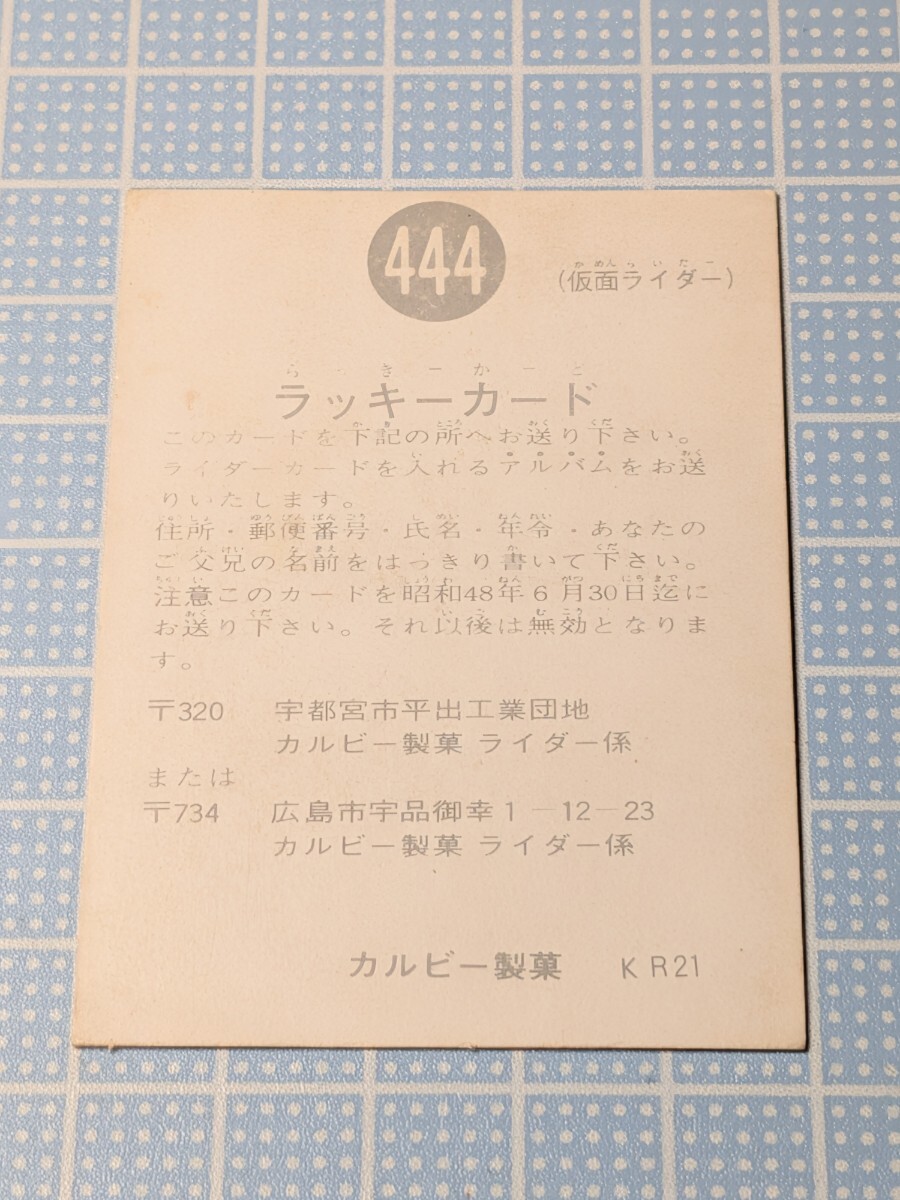 444
(仮面ライダー)
ラッキーカード
このカードを下記の所へお送り下さい。
ライダーカードを入れるアルバムをお送
りいたします。
住所・郵便番号・氏名・年令・あなたの
ご父兄の名前をはっきり書いて下さい。
注意このカードを昭和48年6月30日迄に
お送り下さい。それ以後は無効となりま
す。
〒320 宇都宮市平出工業団地
カルビー製菓 ライダー係
または
〒734 広島市宇品御幸1-12-23
カルビー製菓 ライダー係
カルビー製菓 KR21